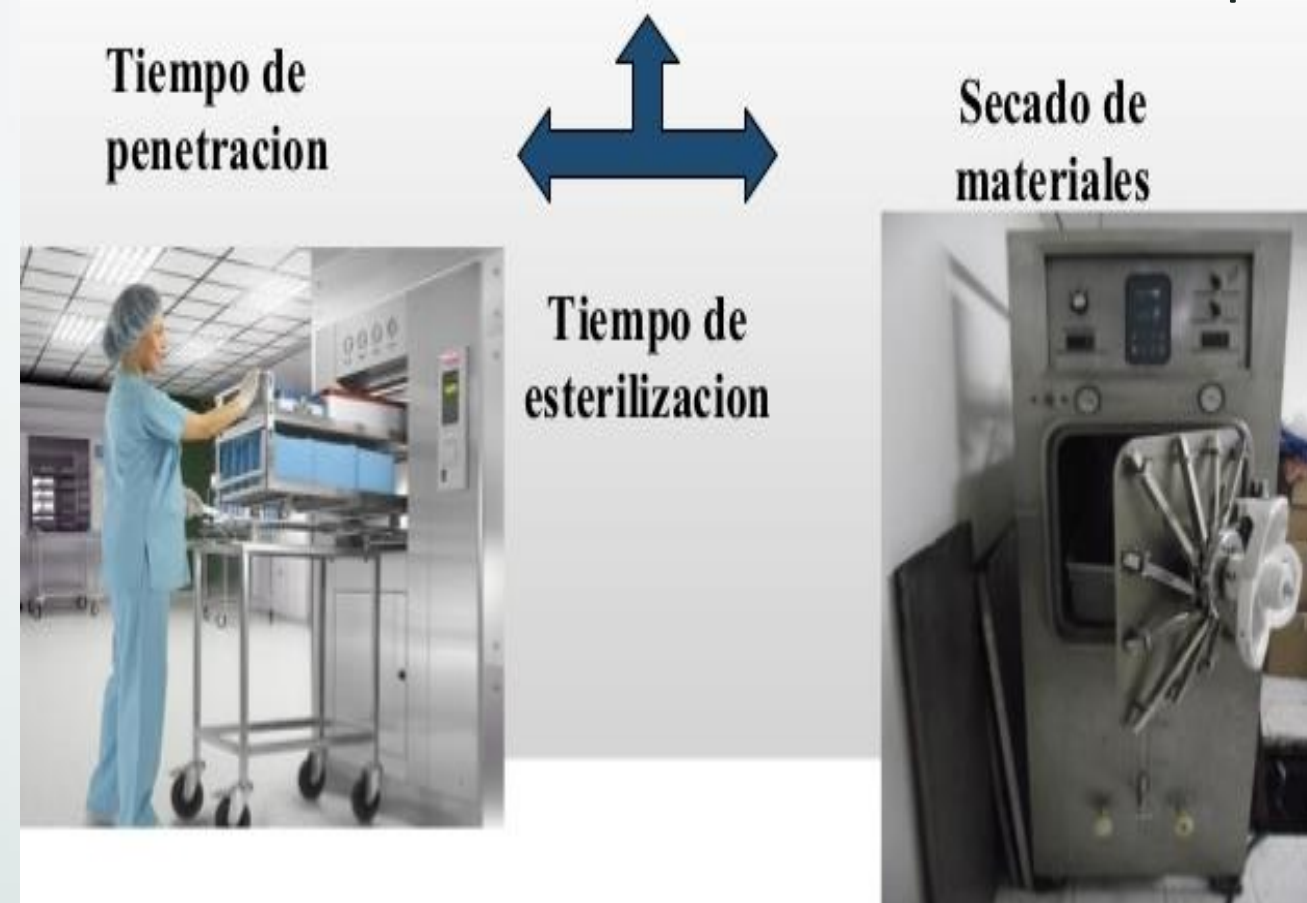 Tiempo de
penetracion
Secado de
materiales
Tiempo de
esterilizacion